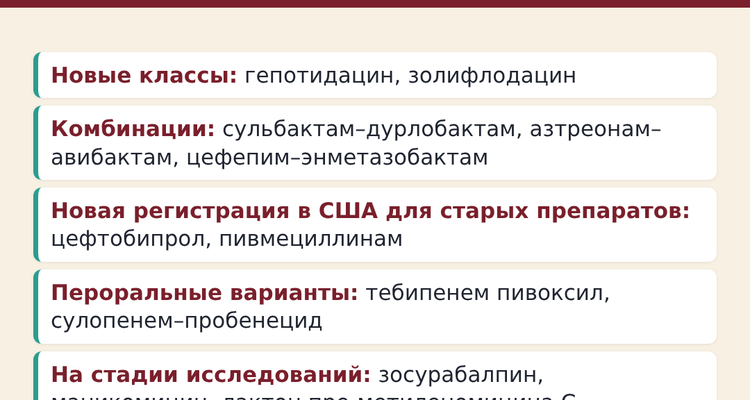 Новые классы: гепотидацин, золифлодацин
Комбинации: сульбактам–дурлобактам, азтреонам–
авибактам, цефепим–энметазобактам
Новая регистрация в США для старых препаратов:
цефтобипрол, пивмециллинам
Пероральные варианты: тебипенем пивоксил,
сулопенем–пробенецид
На стадии исследований: зосурабалпин,